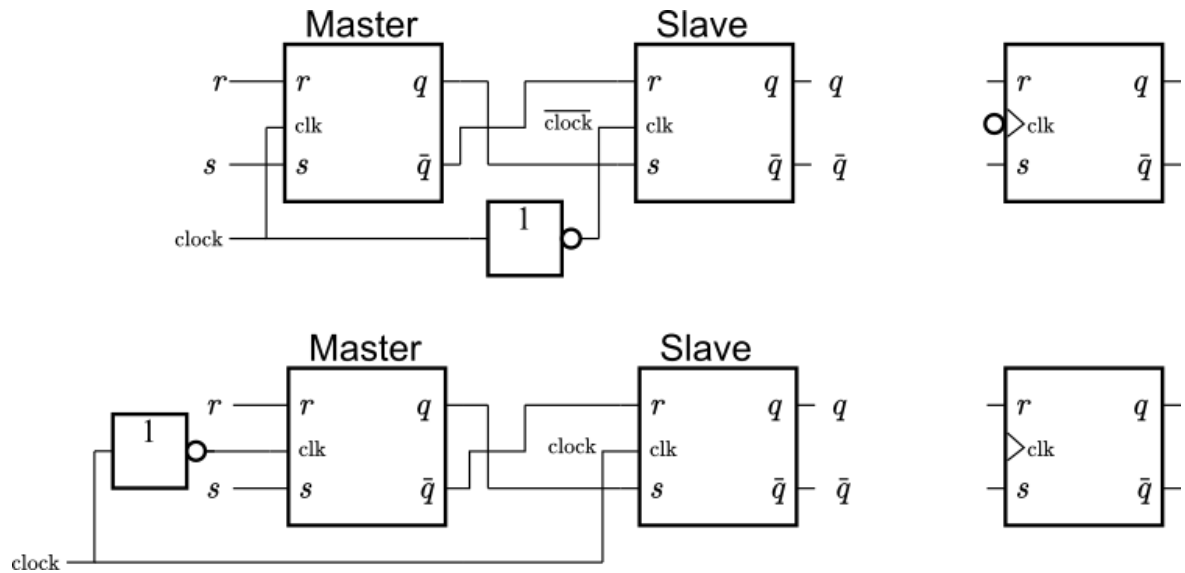 Master Slave
r r q r q q r q
clk clock clk clk
s s q̄ s q̄ q̄ s q̄
1
clock
Master Slave
1 r r q r q q r q
clk clock clk clk
s s q̄ s q̄ q̄ s q̄
clock